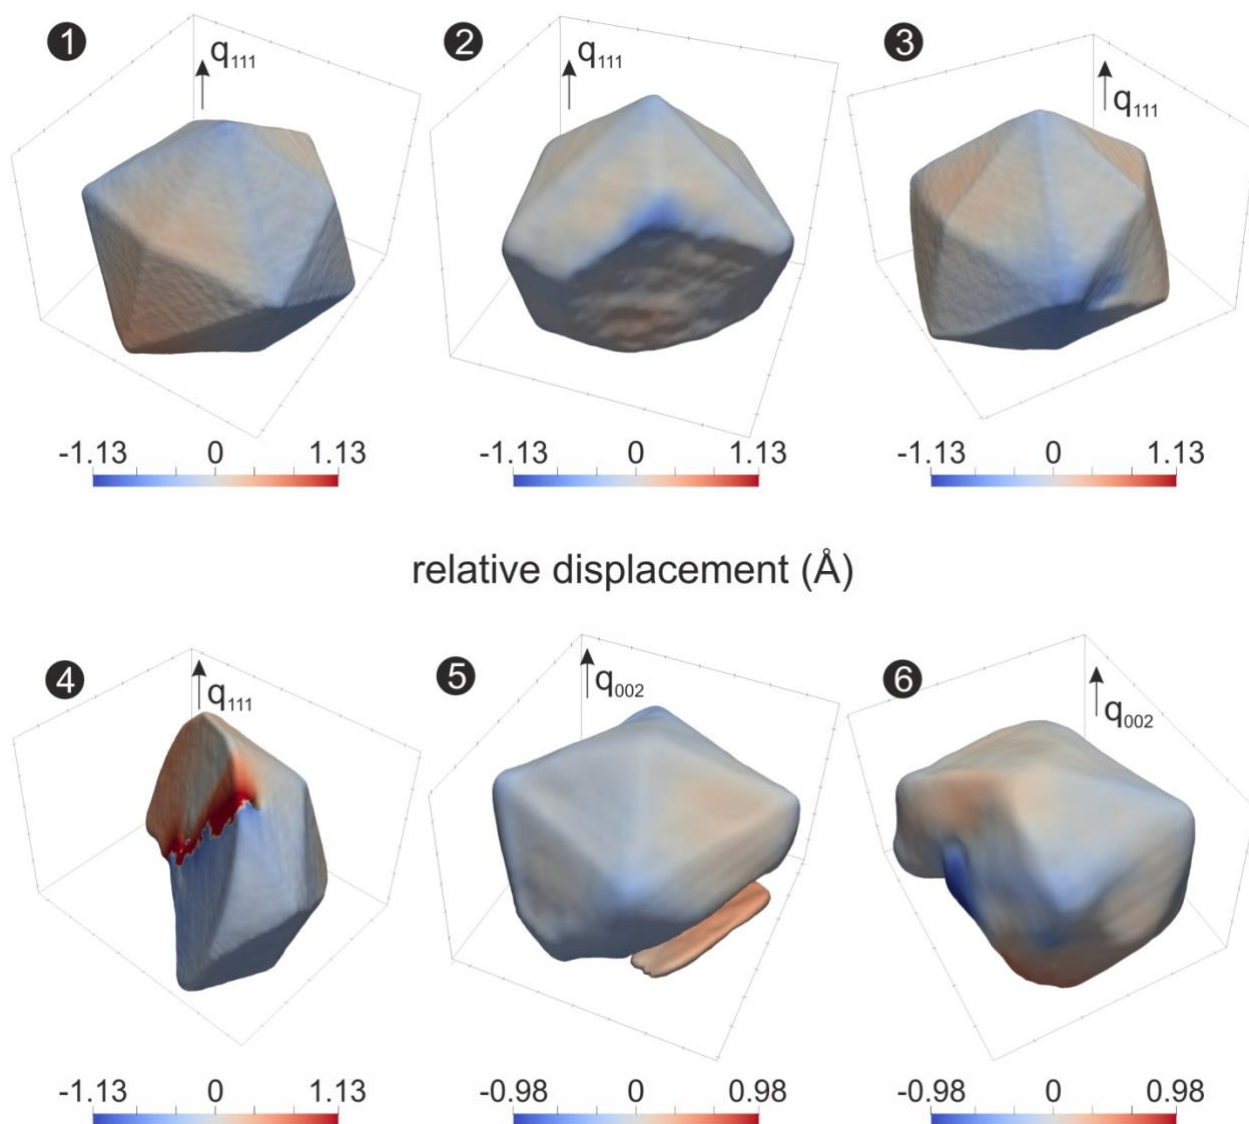 1 q111
2 q111
3 q111
-1.13 0 1.13
-1.13 0 1.13
-1.13 0 1.13
relative displacement (Å)
4 q111
5 q002
6 q002
-1.13 0 1.13
-0.98 0 0.98
-0.98 0 0.98